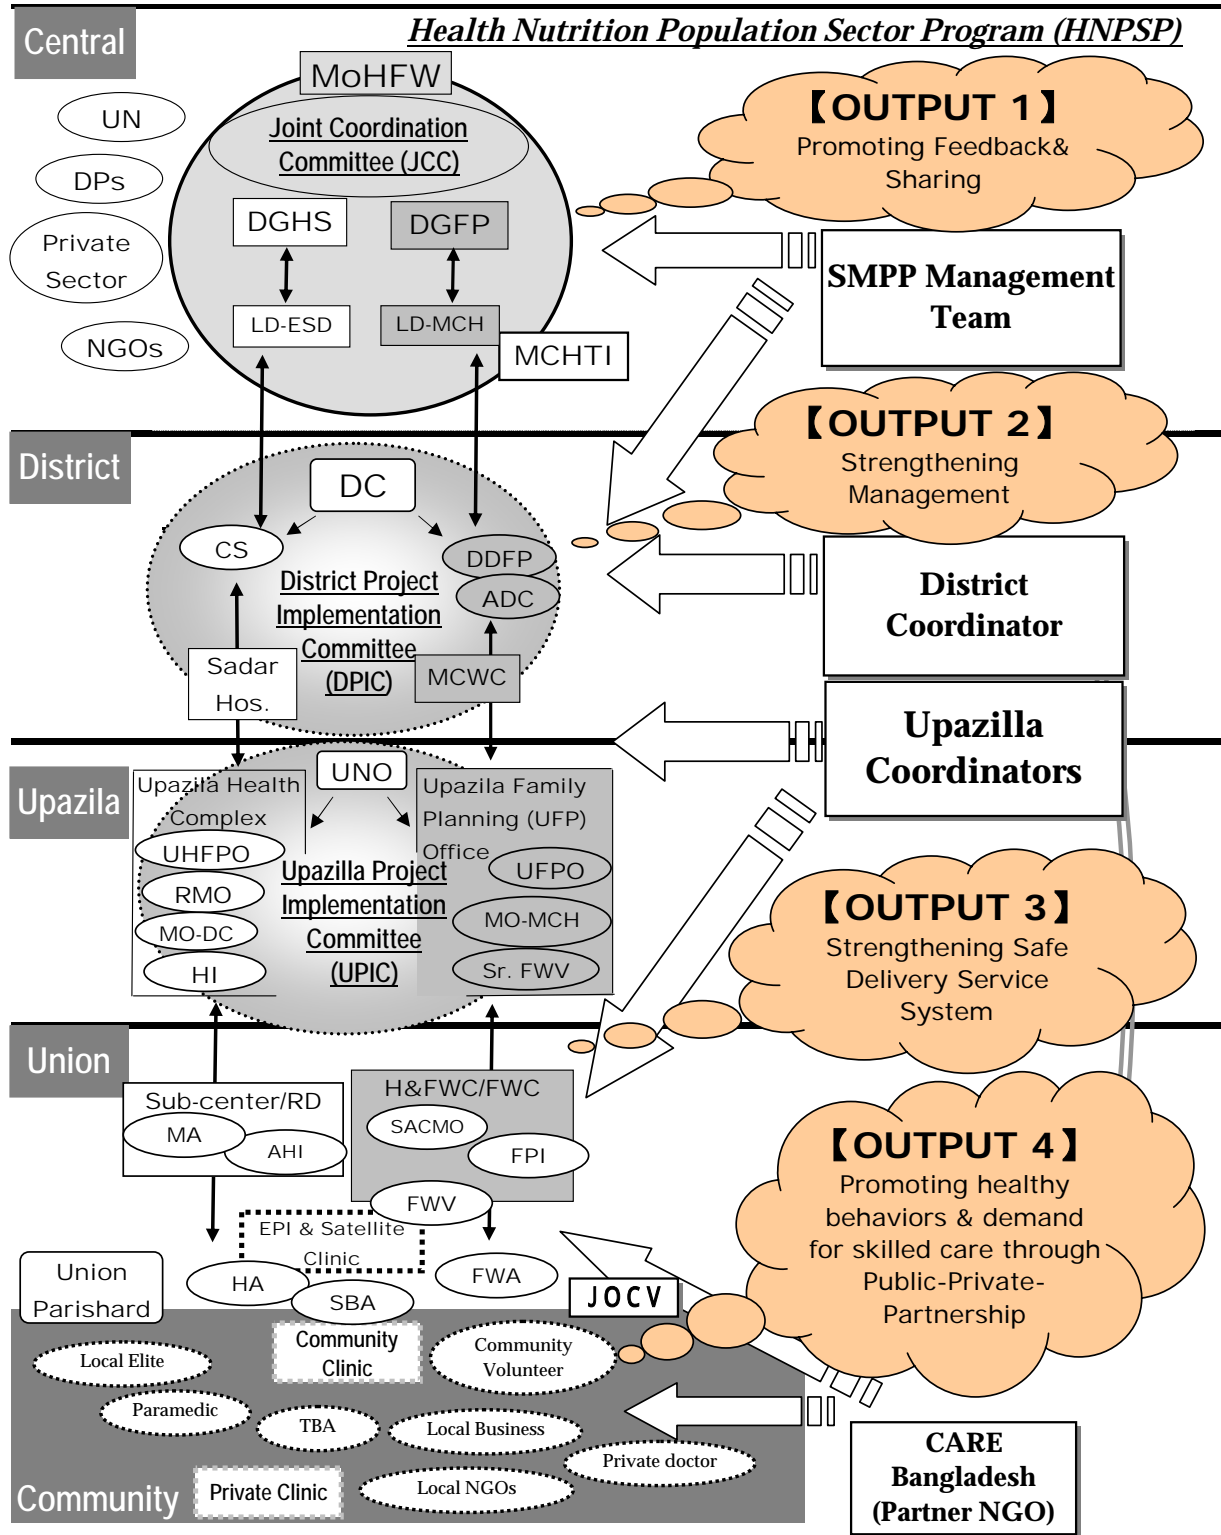 Health Nutrition Population Sector Program (HNPSP)
Central
MoHFW
Joint Coordination
Committee (JCC)
UN
DPs
Private
Sector
NGOs
DGHS
DGFP
LD-ESD
LD-MCH
MCHTI
【OUTPUT 1】
Promoting Feedback&
Sharing
SMPP Management
Team
District
DC
CS
DDFP
ADC
District Project
Implementation
Committee
(DPIC)
Sadar
Hos.
MCWC
【OUTPUT 2】
Strengthening
Management
District
Coordinator
Upazilla
Coordinators
Upazila
UNO
Upazila Health
Complex
UHFPO
RMO
MO-DC
HI
Upazila Family
Planning (UFP)
Office
UFPO
MO-MCH
Sr. FWV
Upazilla Project
Implementation
Committee
(UPIC)
【OUTPUT 3】
Strengthening Safe
Delivery Service
System
Union
Sub-center/RD
MA
AHI
H&FWC/FWC
SACMO
FPI
FWV
EPI & Satellite
Clinic
HA
SBA
FWA
Union
Parishard
JOCV
【OUTPUT 4】
Promoting healthy
behaviors & demand
for skilled care through
Public-Private-
Partnership
Community
Clinic
Community
Volunteer
Local Elite
Paramedic
TBA
Local Business
Private doctor
Local NGOs
Private Clinic
Community
CARE
Bangladesh
(Partner NGO)